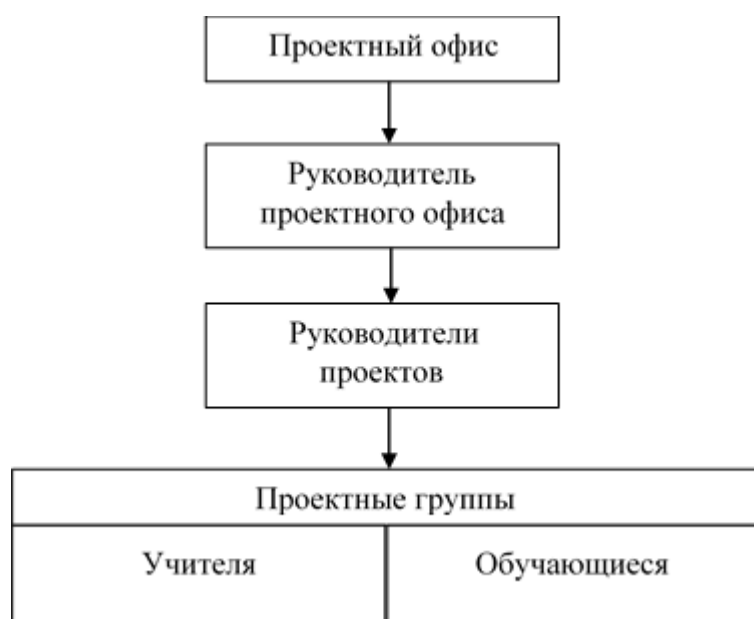 Проектный офис
Руководитель
проектного офиса
Руководители
проектов
Проектные группы
Учителя
Обучающиеся